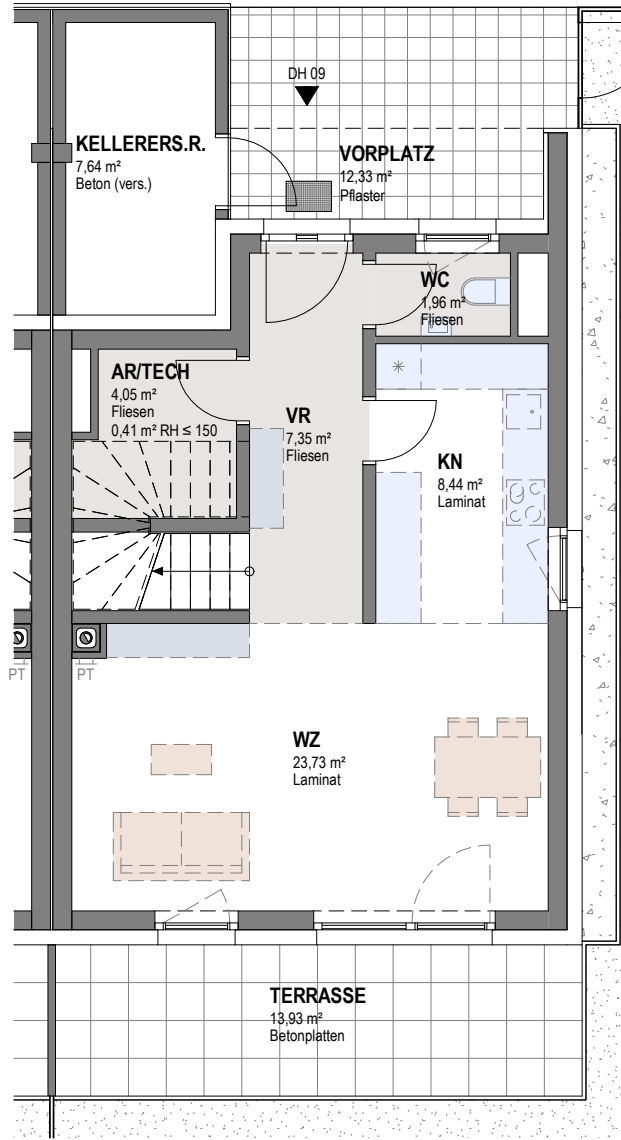 DH 09
KELLERERS.R.
7,64 m²
Beton (vers.)
VORPLATZ
12,33 m²
Pflaster
WC
1,96 m²
Fliesen
AR/TECH
4,05 m²
Fliesen
0,41 m² RH ≤ 150
VR
7,35 m²
Fliesen
KN
8,44 m²
Laminat
PT
PT
WZ
23,73 m²
Laminat
TERRASSE
13,93 m²
Betonplatten